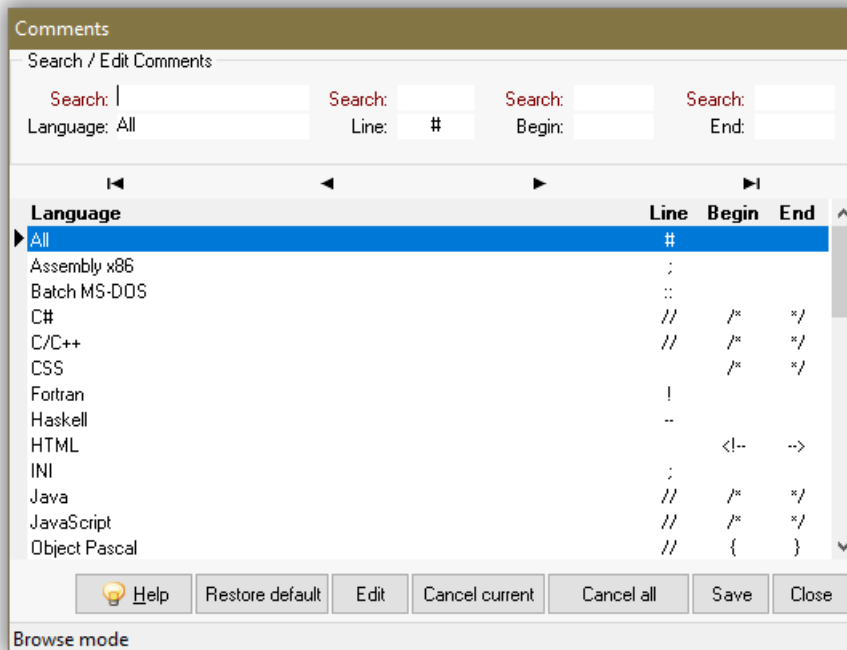 Comments
Search / Edit Comments
Search: Search: Search: Search:
Language: All Line: # Begin: End:
Language Line Begin End
All #
Assembly x86 ;
Batch MS-DOS ::
C# // /* */
C/C++ // /* */
CSS /* */
Fortran !
Haskell --
HTML <!-- -->
INI ;
Java // /* */
JavaScript // /* */
Object Pascal // { }
Help Restore default Edit Cancel current Cancel all Save Close
Browse mode